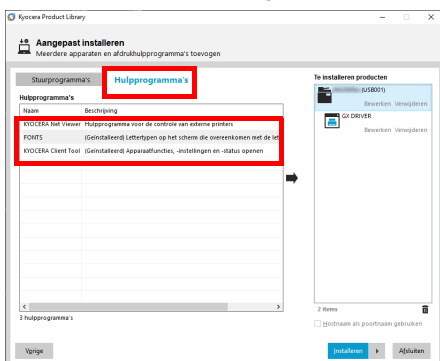 Kyocera Product Library
Aangepast installeren
Meerdere apparaten en afdrukhulpprogramma's toevogen
Stuurprogramma's
Hulpprogramma's
Hulpprogramma's
Naam Beschrijving
KYOCERA Net Viewer Hulpprogramma voor de controle van externe printers
FONTS (Geïnstalleerd) Lettertypen op het scherm die overeenkomen met de let
KYOCERA Client Tool (Geïnstalleerd) Apparaatfuncties, -instellingen en -status openen
3 hulpprogramma's
Te installeren producten
(USB001)
Bewerken Verwijderen
GX DRIVER
Bewerken Verwijderen
2 items
Hostnaam als poortnaam gebruiken
Vorige
Installeren
Afsluiten